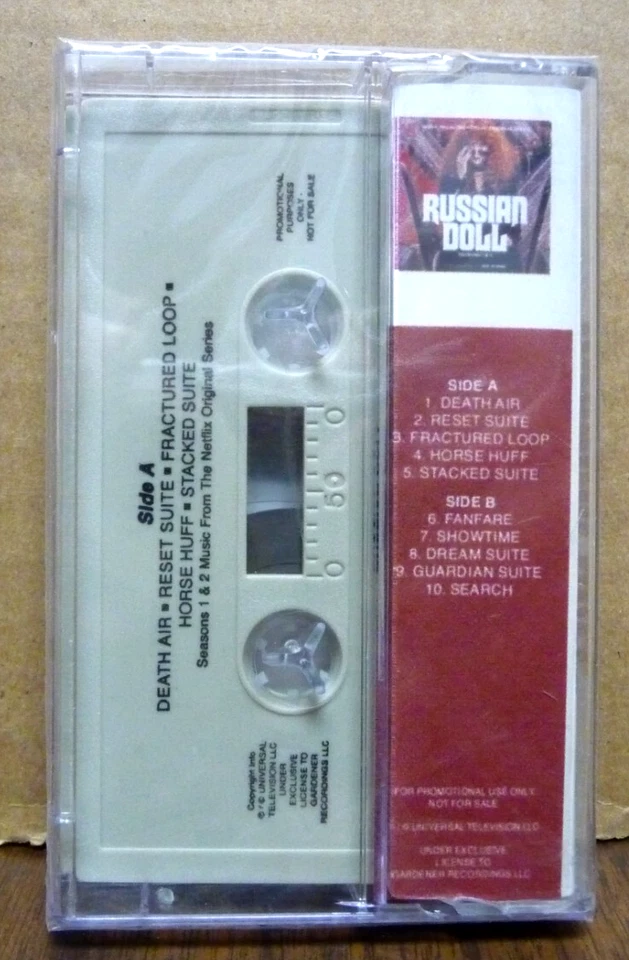 PROMOTIONAL
PURPOSES
ONLY -
NOT FOR SALE
Side A
DEATH AIR ■ RESET SUITE ■ FRACTURED LOOP ■
HORSE HUFF ■ STACKED SUITE
Seasons 1 & 2 Music From The Netflix Original Series
0 50 0
Copyright info
℗ / © UNIVERSAL
TELEVISION LLC
UNDER
EXCLUSIVE
LICENSE TO
GARDENER
RECORDINGS LLC
RUSSIAN
DOLL
SIDE A
1. DEATH AIR
2. RESET SUITE
3. FRACTURED LOOP
4. HORSE HUFF
5. STACKED SUITE
SIDE B
6. FANFARE
7. SHOWTIME
8. DREAM SUITE
9. GUARDIAN SUITE
10. SEARCH
FOR PROMOTIONAL USE ONLY
NOT FOR SALE
© UNIVERSAL TELEVISION LLC
UNDER EXCLUSIVE
LICENSE TO
GARDENER RECORDINGS LLC